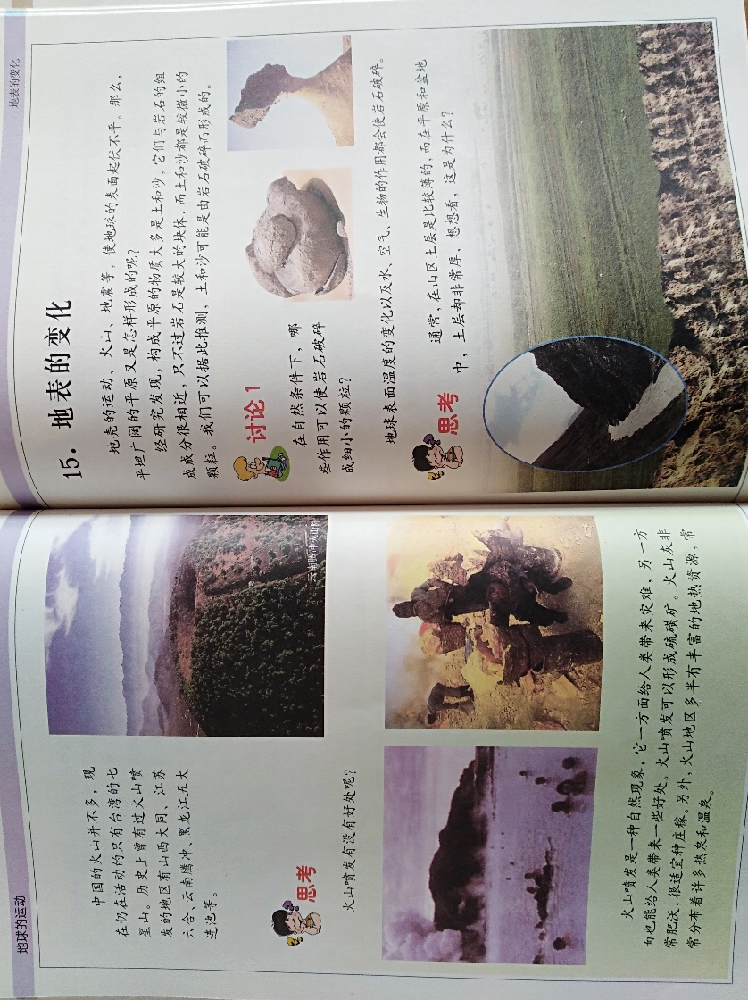 地球的运动
中国的火山并不多，现
在仍在活动的只有台湾的七
星山。历史上曾有过火山喷
发的地区有山西大同、江苏
六合、云南腾冲、黑龙江五大
连池等。
云南腾冲火山群
思考
火山喷发有没有好处呢？
火山喷发是一种自然现象，它一方面给人类带来灾难，另一方
面也能给人类带来一些好处。火山喷发可以形成硫磺矿。火山灰非
常肥沃，很适宜种庄稼。另外，火山地区多半有丰富的地热资源，常
常分布着许多热泉和温泉。
地表的变化
15. 地表的变化
地壳的运动、火山、地震等，使地球的表面起伏不平。那么，
平坦广阔的平原又是怎样形成的呢？
经研究发现，构成平原的物质大多是土和沙，它们与岩石的组
成成分很相近，只不过岩石是较大的块体，而土和沙都是较微小的
颗粒。我们可以据此推测，土和沙可能是由岩石破碎而形成的。
讨论1
在自然条件下，哪
些作用可以使岩石破碎
成细小的颗粒？
地球表面温度的变化以及水、空气、生物的作用都会使岩石破碎。
思考
通常，在山区土层是比较薄的，而在平原和盆地
中，土层却非常厚，想想看，这是为什么？